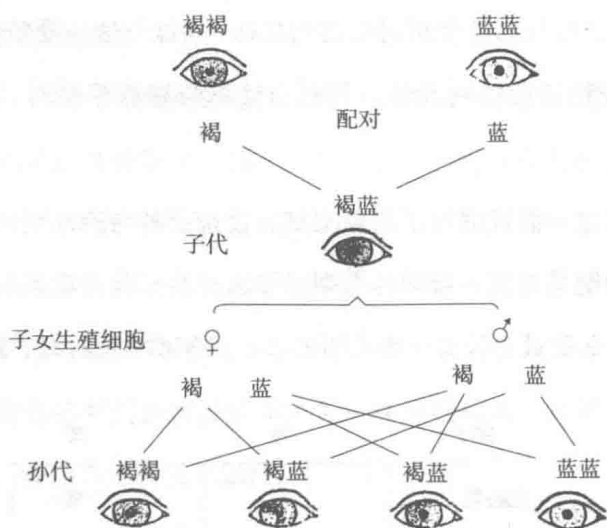 褐褐 蓝蓝
褐 配对 蓝
褐蓝
子代
子女生殖细胞 ♀ ♂
褐 蓝 褐 蓝
孙代 褐褐 褐蓝 褐蓝 蓝蓝